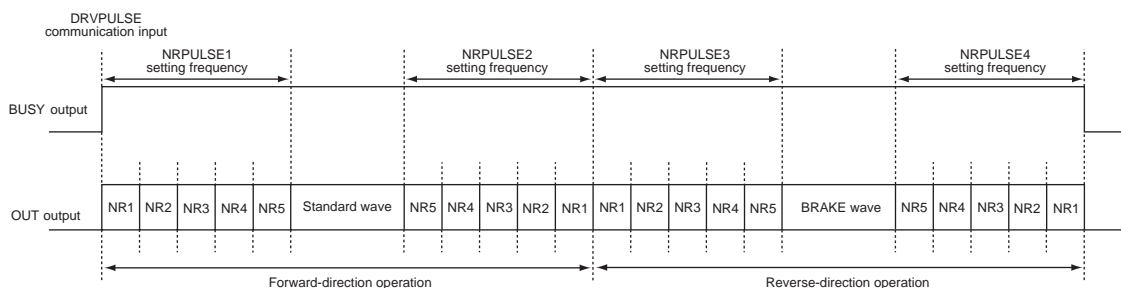 DRVPULSE
communication input
NRPULSE1
setting frequency
NRPULSE2
setting frequency
NRPULSE3
setting frequency
NRPULSE4
setting frequency
BUSY output
OUT output
NR1 NR2 NR3 NR4 NR5 Standard wave NR5 NR4 NR3 NR2 NR1 NR1 NR2 NR3 NR4 NR5 BRAKE wave NR5 NR4 NR3 NR2 NR1
Forward-direction operation
Reverse-direction operation